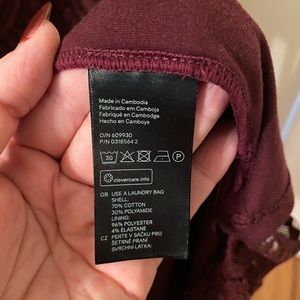 Made in Cambodia
Fabricado em Camboja
Fabriqué en Cambodge
Hecho en Camboya
O/N 609930
P/N 0318564.2
30
P
clevercare.info
GB USE A LAUNDRY BAG
SHELL:
70% COTTON
30% POLYAMIDE
LINING:
96% POLYESTER
4% ELASTANE
CZ PERTE V SÁČKU PRO
ŠETRNÉ PRANÍ
SVRCHNÍ LÁTKA: